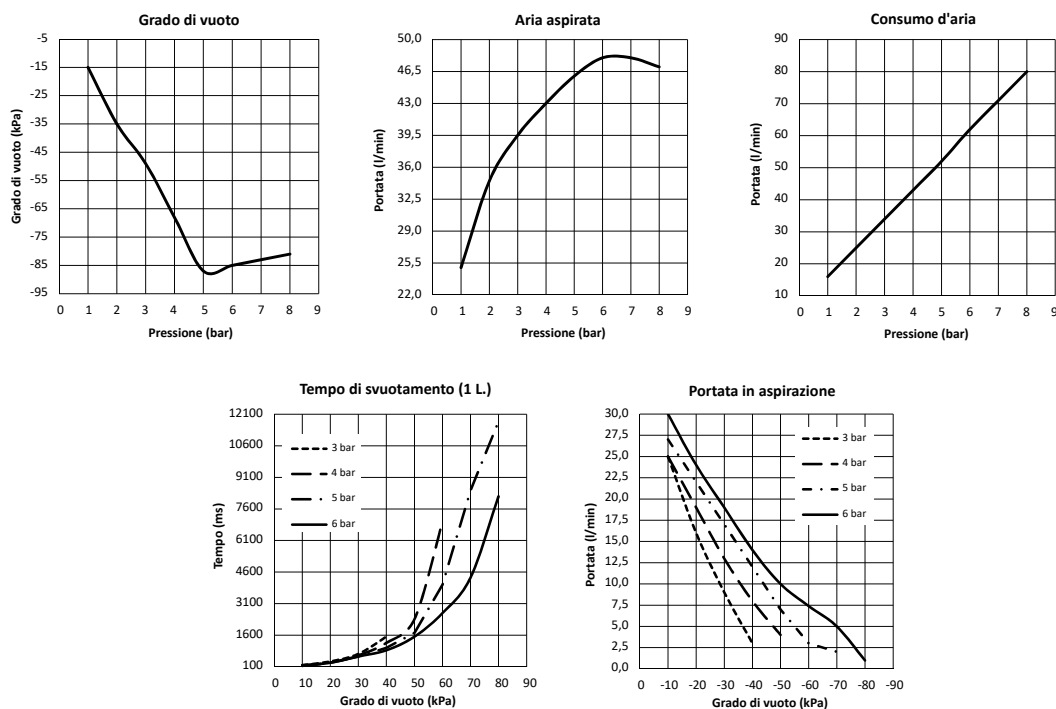 Grado di vuoto
-5
-15
-25
-35
-45
-55
-65
-75
-85
-95
Grado di vuoto (kPa)
0 1 2 3 4 5 6 7 8 9
Pressione (bar)
Aria aspirata
50,0
46,5
43,0
39,5
36,0
32,5
29,0
25,5
22,0
Portata (l/min)
0 1 2 3 4 5 6 7 8 9
Pressione (bar)
Consumo d'aria
90
80
70
60
50
40
30
20
10
Portata (l/min)
0 1 2 3 4 5 6 7 8 9
Pressione (bar)
Tempo di svuotamento (1 L.)
12100
10600
9100
7600
6100
4600
3100
1600
100
Tempo (ms)
3 bar
4 bar
5 bar
6 bar
0 10 20 30 40 50 60 70 80 90
Grado di vuoto (kPa)
Portata in aspirazione
30,0
27,5
25,0
22,5
20,0
17,5
15,0
12,5
10,0
7,5
5,0
2,5
0,0
Portata (l/min)
3 bar
4 bar
5 bar
6 bar
0 -10 -20 -30 -40 -50 -60 -70 -80 -90
Grado di vuoto (kPa)